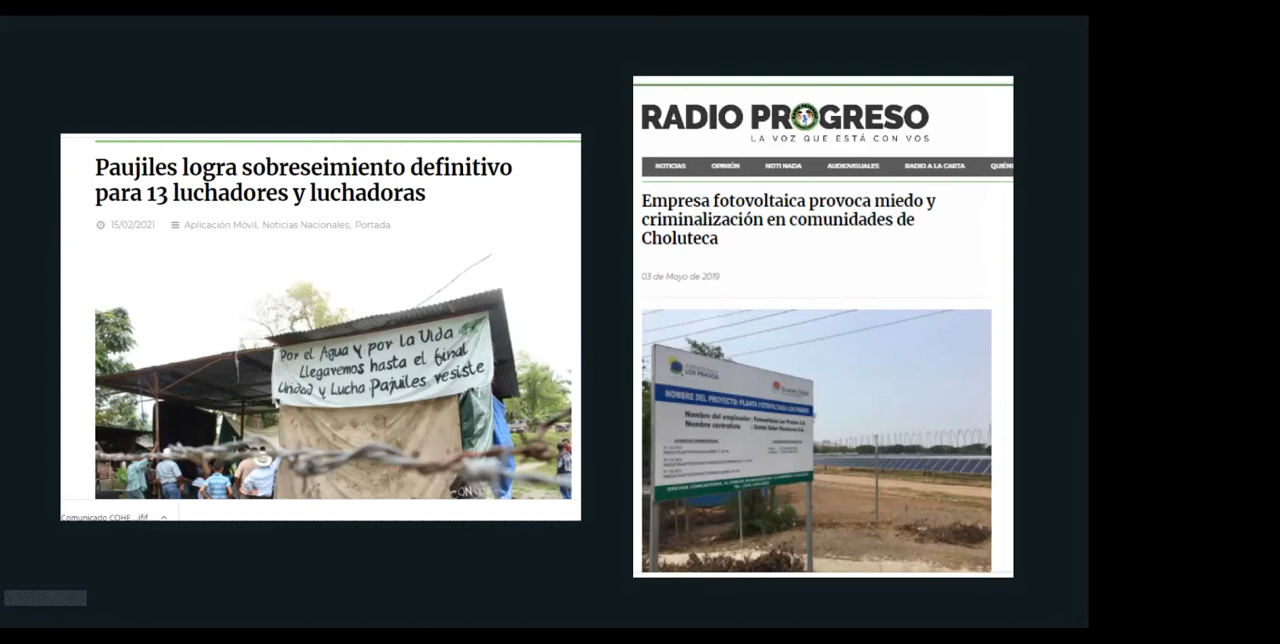 Paujiles logra sobreseimiento definitivo
para 13 luchadores y luchadoras
15/02/2021 Aplicación Móvil, Noticias Nacionales, Portada
Por el Agua y por la Vida
Llegaremos hasta el final
Unidad y Lucha Pajuiles resiste
Comunicado COHE....jfif
RADIO PROGRESO
LA VOZ QUE ESTÁ CON VOS
NOTICIAS OPINIÓN NOTI NADA AUDIOVISUALES RADIO A LA CARTA QUIÉN
Empresa fotovoltaica provoca miedo y
criminalización en comunidades de
Choluteca
03 de Mayo de 2019
FOTOVOLTAICA
LOS PRADOS
NOMBRE DEL PROYECTO: PLANTA FOTOVOLTAICA LOS PRADOS
Nombre del empleador: Fotovoltaica Los Prados S.A.
Nombre contratista :